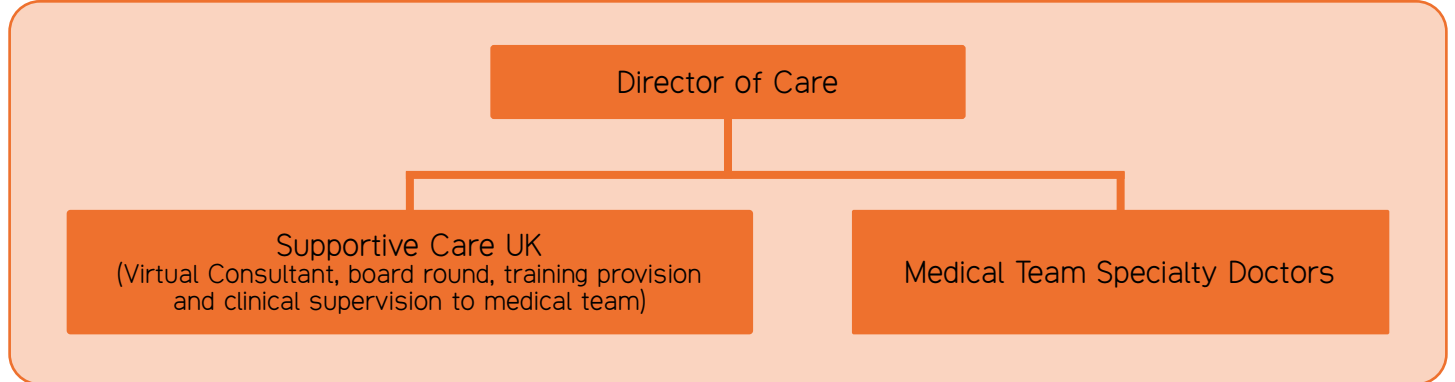 Director of Care
Supportive Care UK
(Virtual Consultant, board round, training provision
and clinical supervision to medical team)
Medical Team Specialty Doctors